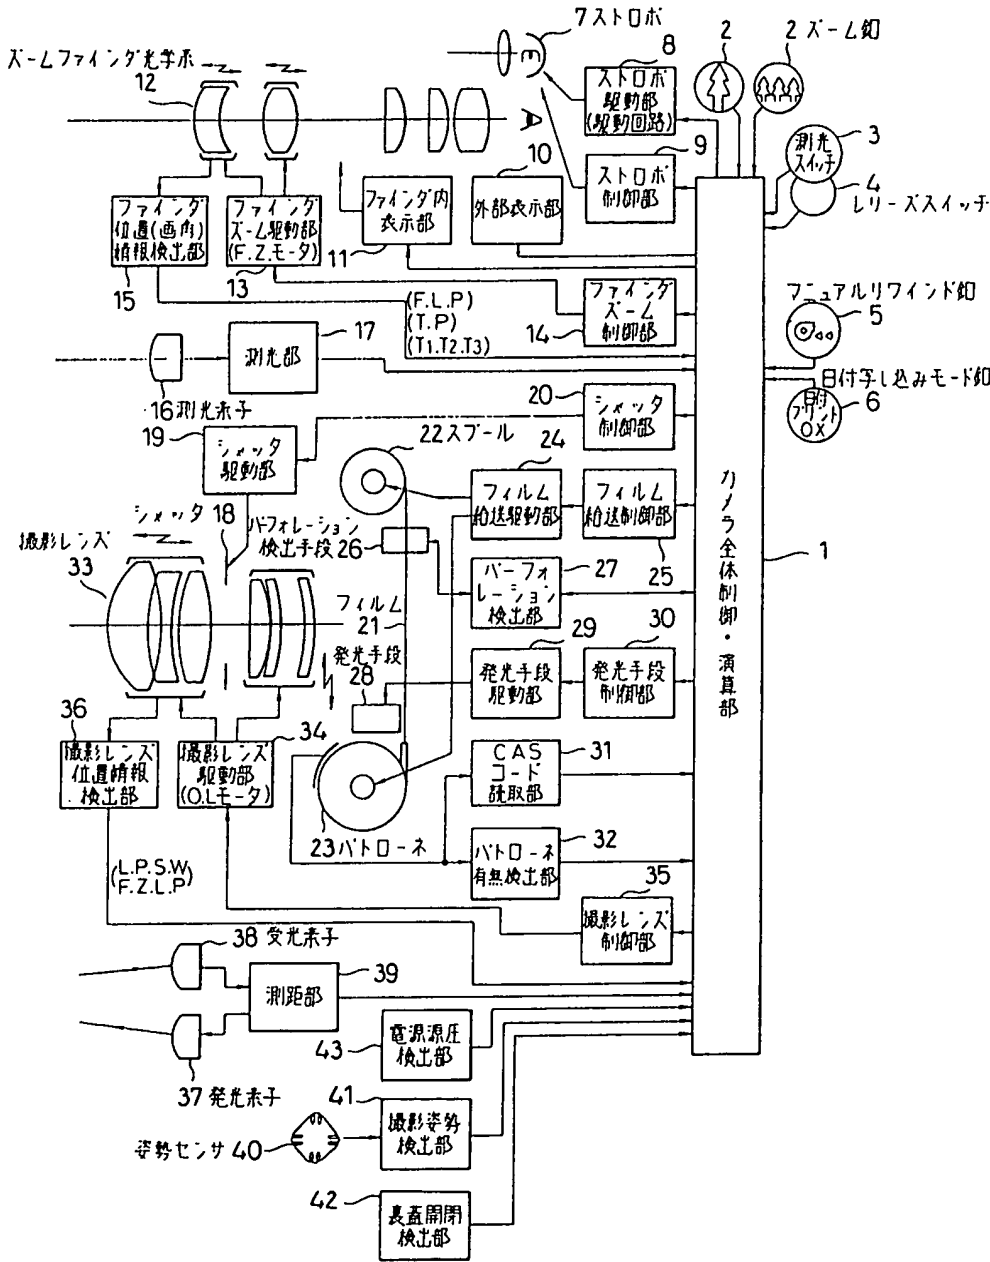 7 ストロボ
ズームファインダ光学系
12
8
ストロボ
駆動部
(駆動回路)
2
2 ズーム釦
3
測光
スイッチ
4
レリーズスイッチ
9
ストロボ
制御部
10
外部表示部
ファインダ内
表示部
11
ファインダ
位置(画角)
情報検出部
15
ファインダ
ズーム駆動部
(F.Z.モータ)
13
ファインダ
ズーム
制御部
14
(F.L.P)
(T.P)
(T1.T2.T3)
マニュアルリワインド釦
5
17
測光部
16 測光素子
日付写し込みモード釦
日付
プリント
OX
6
20
シャッタ
制御部
19
シャッタ
駆動部
22 スプール
24
フィルム
給送駆動部
フィルム
給送制御部
25
シャッタ
18
パーフォレーション
検出手段 26
撮影レンズ
33
27
パーフォ
レーション
検出部
カメラ全体制御・演算部
1
フィルム
21
発光手段
28
29
発光手段
駆動部
30
発光手段
制御部
36
撮影レンズ
位置情報
検出部
34
撮影レンズ
駆動部
(O.Lモータ)
31
CAS
コード
読取部
23 パトローネ
32
パトローネ
有無検出部
(L.P.S.W
F.Z.L.P)
35
撮影レンズ
制御部
38 受光素子
39
測距部
37 発光素子
43
電源源圧
検出部
41
撮影姿勢
検出部
姿勢センサ 40
42
裏蓋開閉
検出部